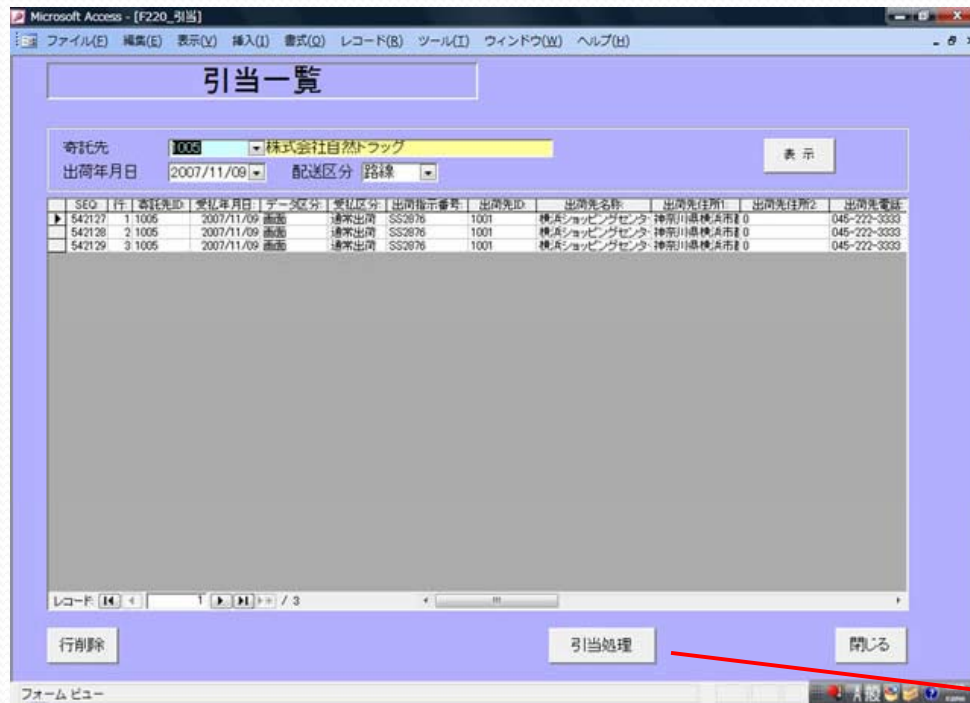 Microsoft Access - [F220_引当]
ファイル(F) 編集(E) 表示(V) 挿入(I) 書式(O) レコード(R) ツール(T) ウィンドウ(W) ヘルプ(H)
引当一覧
寄託先 1005 株式会社自然ドラッグ
表示
出荷年月日 2007/11/09 配送区分 路線
SEQ 行 寄託先ID 受払年月日 データ区分 受払区分 出荷指示番号 出荷先ID 出荷先名称 出荷先住所1 出荷先住所2 出荷先電話
542127 1 1005 2007/11/09 画面 通常出荷 SS2876 1001 横浜ショッピングセンタ 神奈川県横浜市 0 045-222-3333
542128 2 1005 2007/11/09 画面 通常出荷 SS2876 1001 横浜ショッピングセンタ 神奈川県横浜市 0 045-222-3333
542129 3 1005 2007/11/09 画面 通常出荷 SS2876 1001 横浜ショッピングセンタ 神奈川県横浜市 0 045-222-3333
レコード: 1 / 3
行削除 引当処理 閉じる
フォーム ビュー
A 般